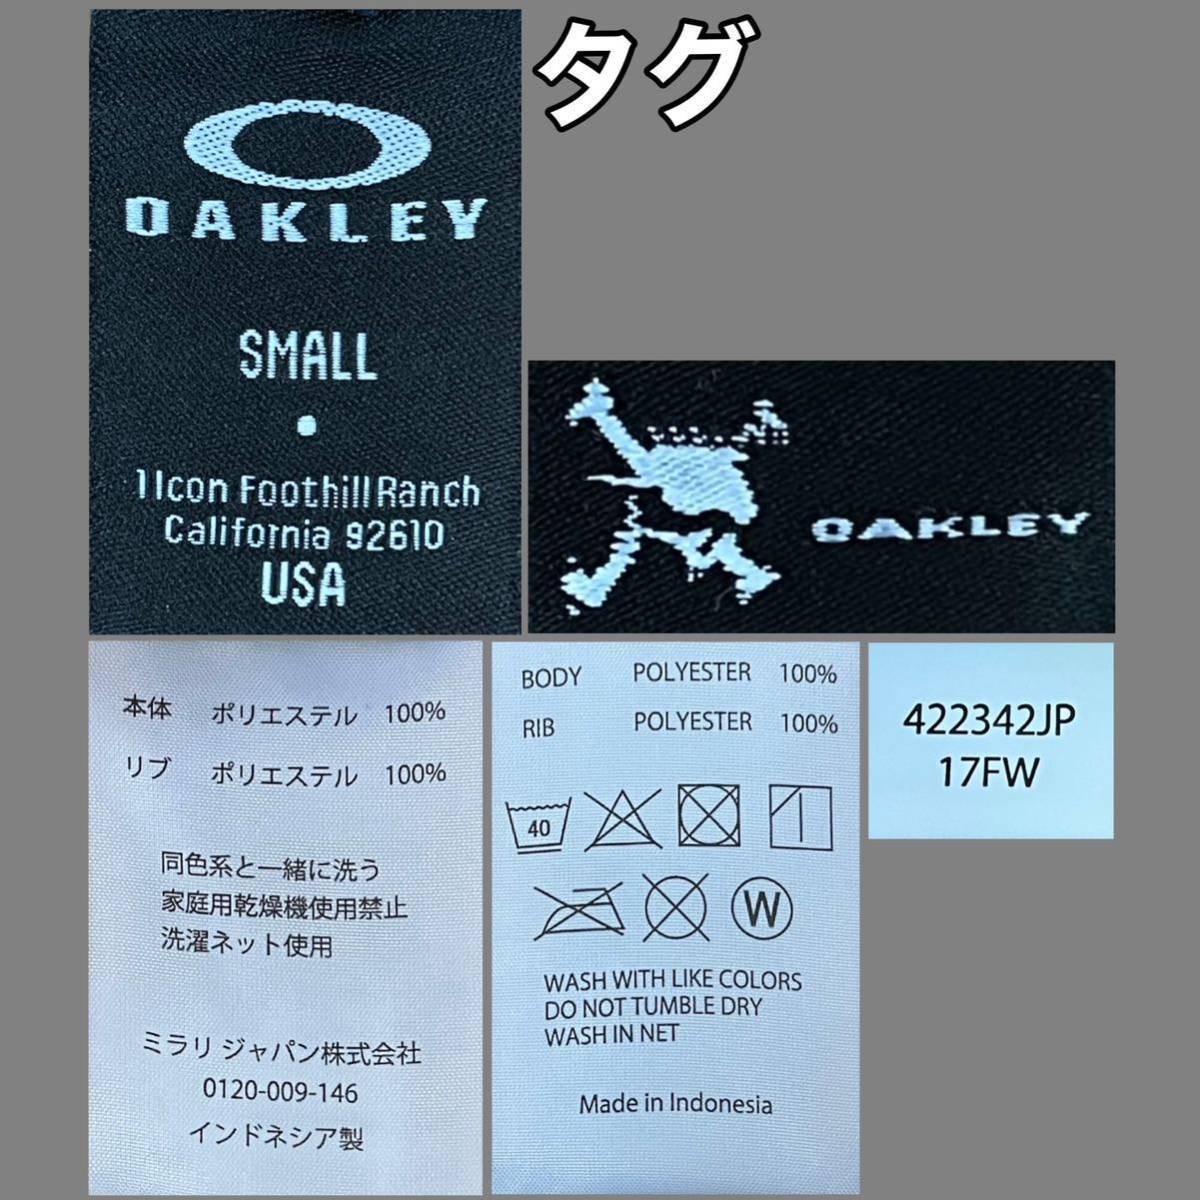 タグ
OAKLEY
SMALL
1 Icon Foothill Ranch
California 92610
USA
OAKLEY
本体 ポリエステル 100%
リブ ポリエステル 100%
同色系と一緒に洗う
家庭用乾燥機使用禁止
洗濯ネット使用
ミラリ ジャパン株式会社
0120-009-146
インドネシア製
BODY POLYESTER 100%
RIB POLYESTER 100%
40
W
WASH WITH LIKE COLORS
DO NOT TUMBLE DRY
WASH IN NET
Made in Indonesia
422342JP
17FW